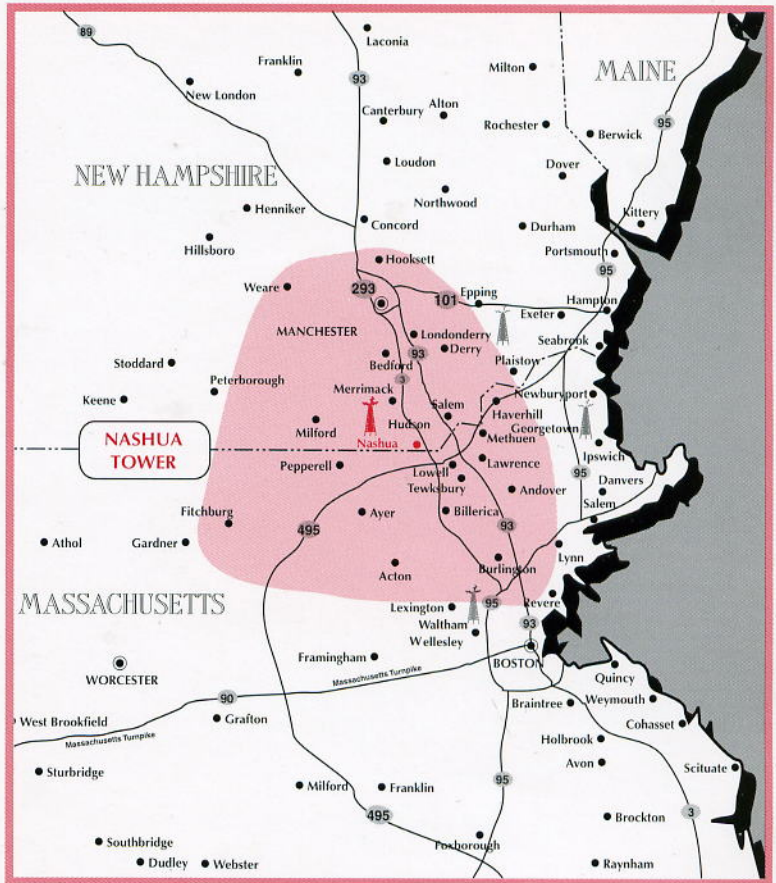 89
Laconia
Franklin
93
Milton
MAINE
New London
Canterbury
Alton
Rochester
95
Berwick
Loudon
Dover
NEW HAMPSHIRE
Northwood
Henniker
Concord
Durham
Kittery
Hillsboro
Portsmouth
Hooksett
95
Weare
293
101
Epping
Hampton
Exeter
MANCHESTER
Londonderry
Seabrook
93
Derry
Bedford
Plaistow
Stoddard
3
Peterborough
Merrimack
Newburyport
Keene
Salem
Haverhill
Milford
Hudson
Georgetown
NASHUA
TOWER
Nashua
Methuen
Ipswich
Pepperell
Lowell
Lawrence
95
Tewksbury
Danvers
Andover
Salem
Fitchburg
Ayer
Billerica
495
93
Athol
Gardner
Lynn
Burlington
Acton
MASSACHUSETTS
Lexington
95
Revere
Waltham
93
Wellesley
Framingham
BOSTON
WORCESTER
Massachusetts Turnpike
Quincy
90
Weymouth
Braintree
West Brookfield
Grafton
Cohasset
Massachusetts Turnpike
Holbrook
Avon
Sturbridge
Scituate
95
Milford
Franklin
495
3
Brockton
Southbridge
Foxborough
Dudley
Webster
Raynham